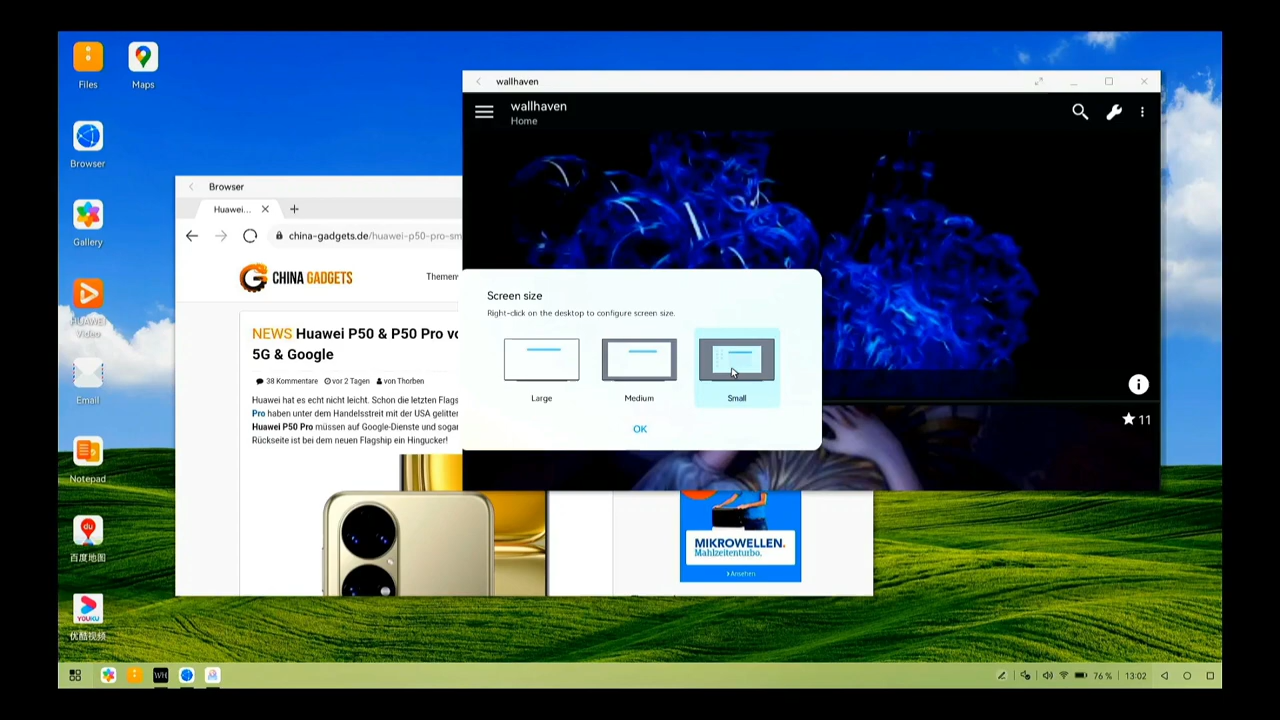 Files
Maps
Browser
Gallery
HUAWEI
Video
Email
Notepad
du
百度地图
YOUKU
优酷视频
Browser
Huawei...
china-gadgets.de/huawei-p50-pro-sm
CHINA GADGETS
Themen
NEWS Huawei P50 & P50 Pro vo
5G & Google
38 Kommentare vor 2 Tagen von Thorben
Huawei hat es echt nicht leicht. Schon die letzten Flags
Pro haben unter dem Handelsstreit mit der USA gelitten
Huawei P50 Pro müssen auf Google-Dienste und sogar
Rückseite ist bei dem neuen Flagship ein Hingucker!
MIKROWELLEN.
Mahlzeitenturbo.
› Ansehen
wallhaven
wallhaven
Home
11
Screen size
Right-click on the desktop to configure screen size.
Large
Medium
Small
OK
WH
76 %
13:02